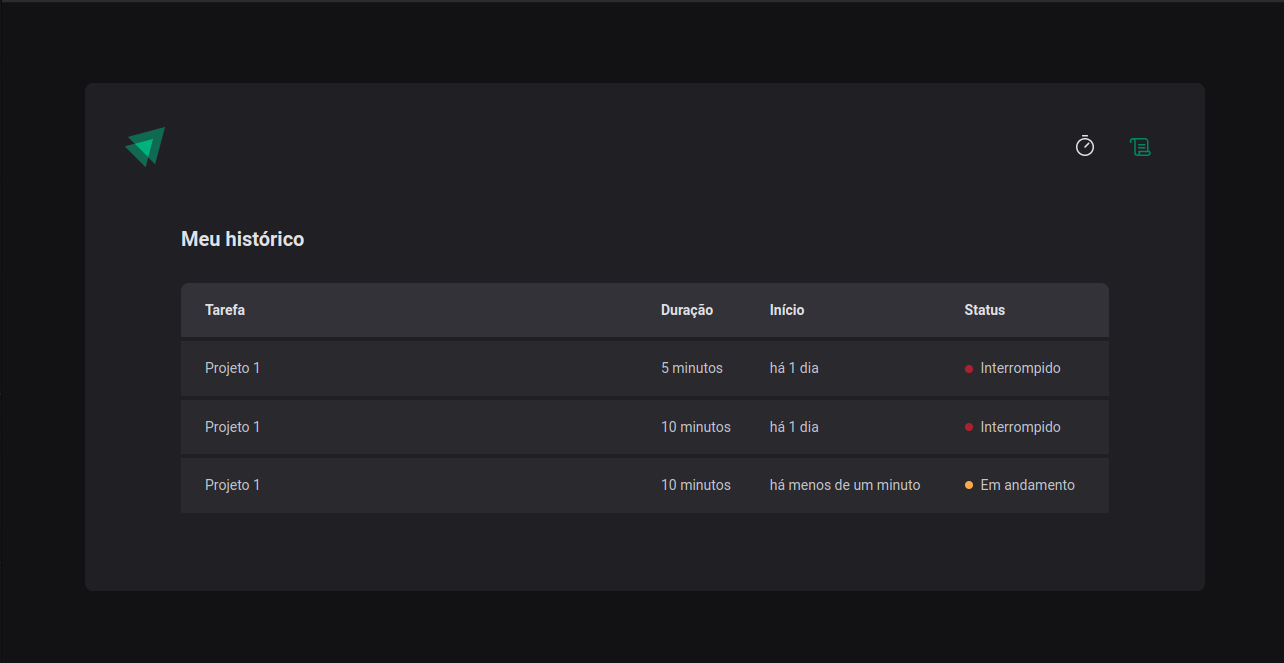 Meu histórico
Tarefa Duração Início Status
Projeto 1 5 minutos há 1 dia Interrompido
Projeto 1 10 minutos há 1 dia Interrompido
Projeto 1 10 minutos há menos de um minuto Em andamento